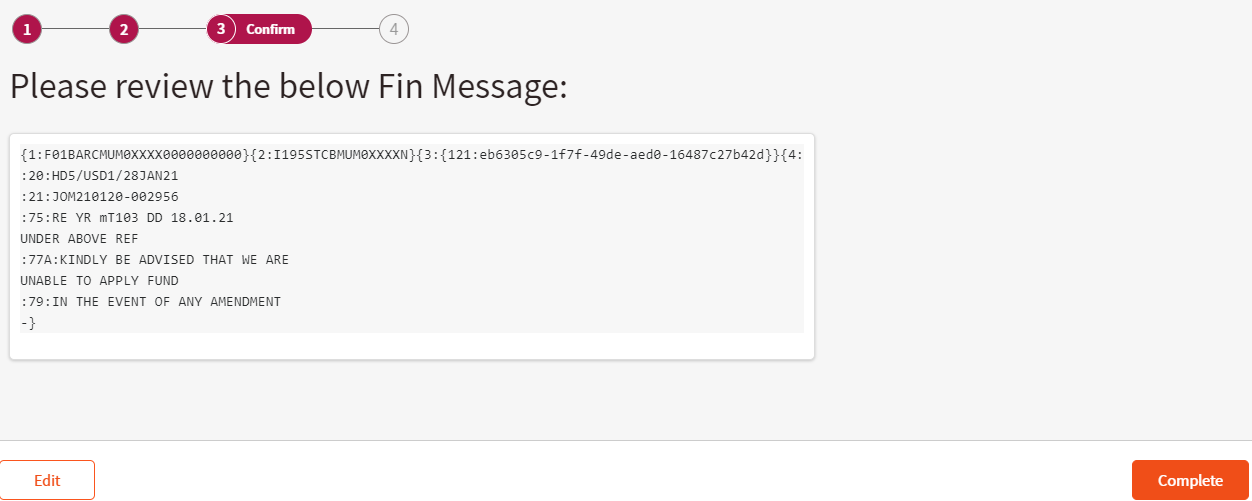 1 2 3 Confirm 4
Please review the below Fin Message:
{1:F01BARCMUM0XXXX0000000000}{2:I195STCBMUM0XXXXN}{3:{121:eb6305c9-1f7f-49de-aed0-16487c27b42d}}{4:
:20:HD5/USD1/28JAN21
:21:JOM210120-002956
:75:RE YR mT103 DD 18.01.21
UNDER ABOVE REF
:77A:KINDLY BE ADVISED THAT WE ARE
UNABLE TO APPLY FUND
:79:IN THE EVENT OF ANY AMENDMENT
-}
Edit Complete